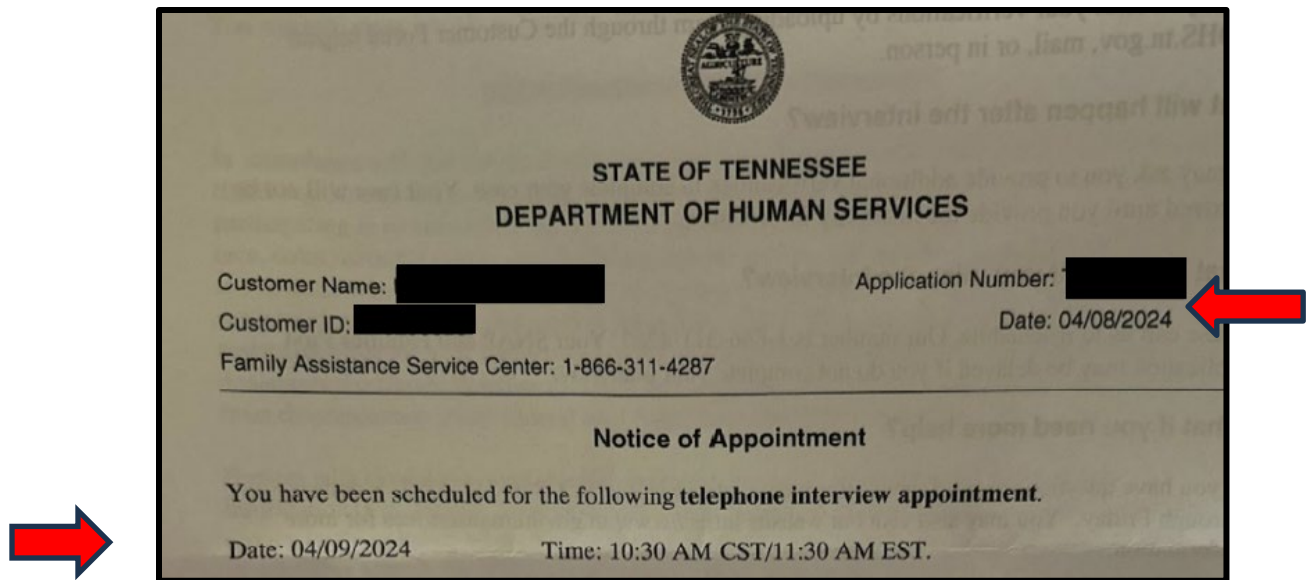 AGRICULTURE
1796
STATE OF TENNESSEE
DEPARTMENT OF HUMAN SERVICES
Customer Name:
Application Number:
Customer ID:
Date: 04/08/2024
Family Assistance Service Center: 1-866-311-4287
Notice of Appointment
You have been scheduled for the following telephone interview appointment.
Date: 04/09/2024 Time: 10:30 AM CST/11:30 AM EST.